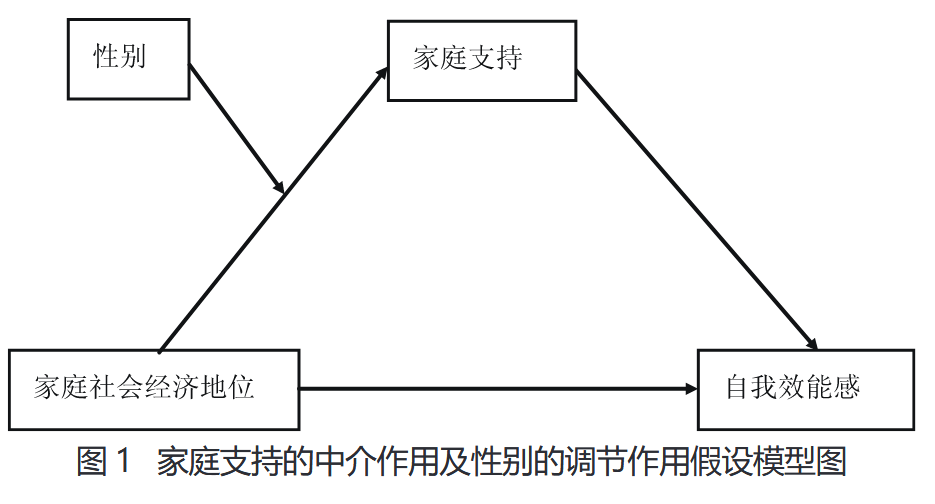 性别
家庭支持
家庭社会经济地位
自我效能感
图 1 家庭支持的中介作用及性别的调节作用假设模型图